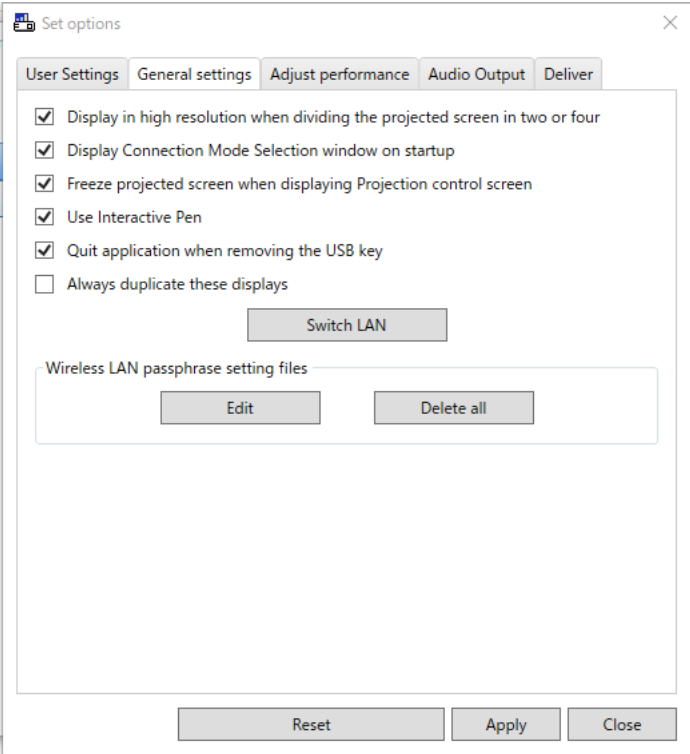 Set options
User Settings General settings Adjust performance Audio Output Deliver
Display in high resolution when dividing the projected screen in two or four
Display Connection Mode Selection window on startup
Freeze projected screen when displaying Projection control screen
Use Interactive Pen
Quit application when removing the USB key
Always duplicate these displays
Switch LAN
Wireless LAN passphrase setting files
Edit Delete all
Reset Apply Close